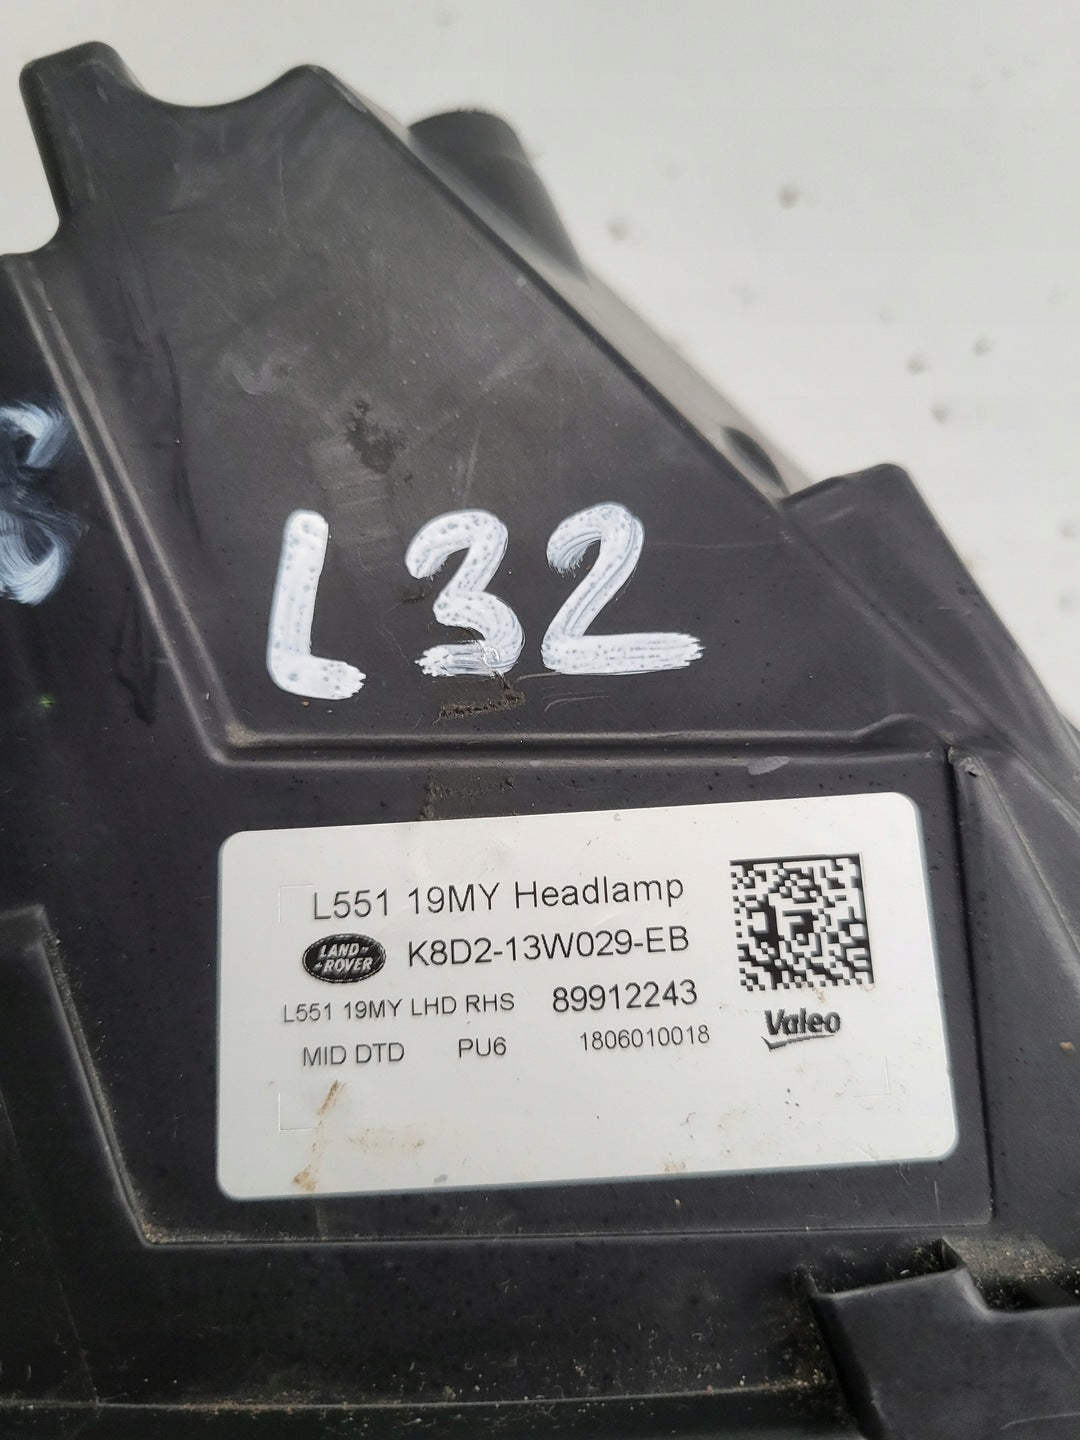 L32
L551 19MY Headlamp
LAND-
-ROVER
K8D2-13W029-EB
L551 19MY LHD RHS 89912243
MID DTD PU6 1806010018
Valeo